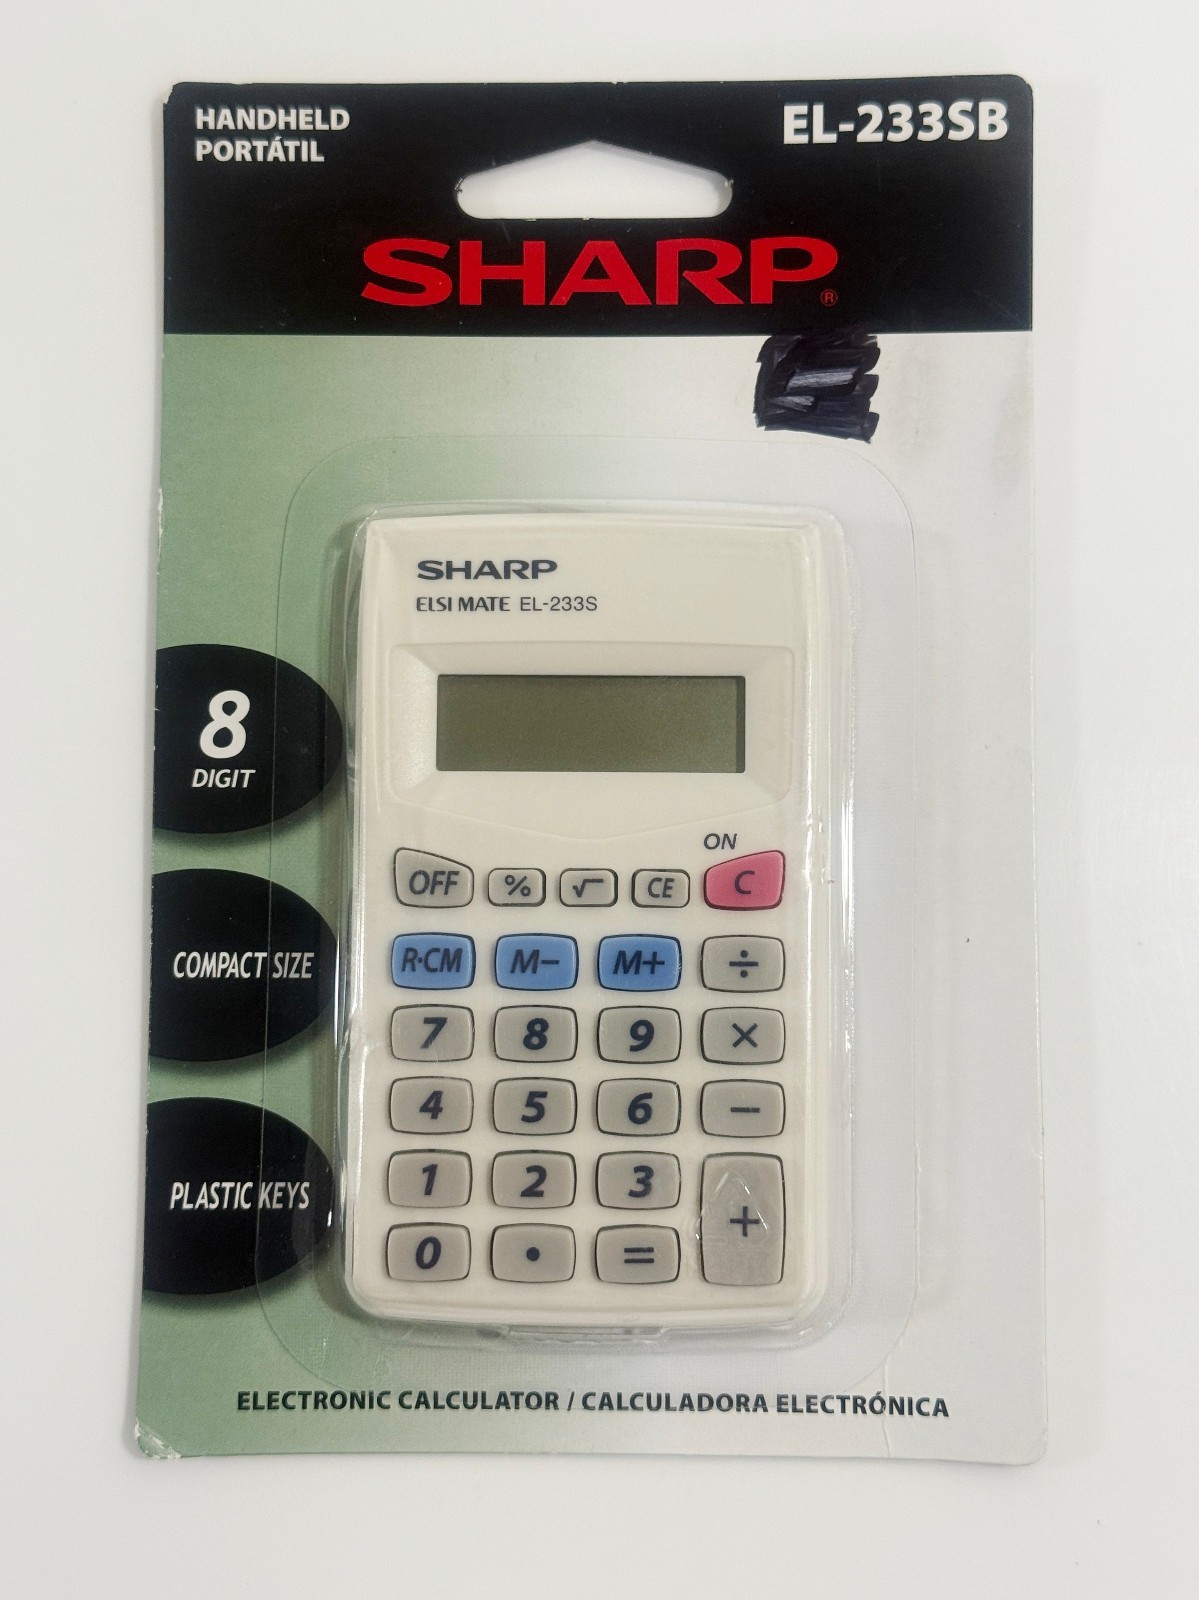 HANDHELD
PORTÁTIL
EL-233SB
SHARP®
SHARP
ELSI MATE EL-233S
8
DIGIT
COMPACT SIZE
PLASTIC KEYS
ON
OFF % √ CE C
R·CM M− M+ ÷
7 8 9 ×
4 5 6 −
1 2 3 +
0 • =
ELECTRONIC CALCULATOR / CALCULADORA ELECTRÓNICA